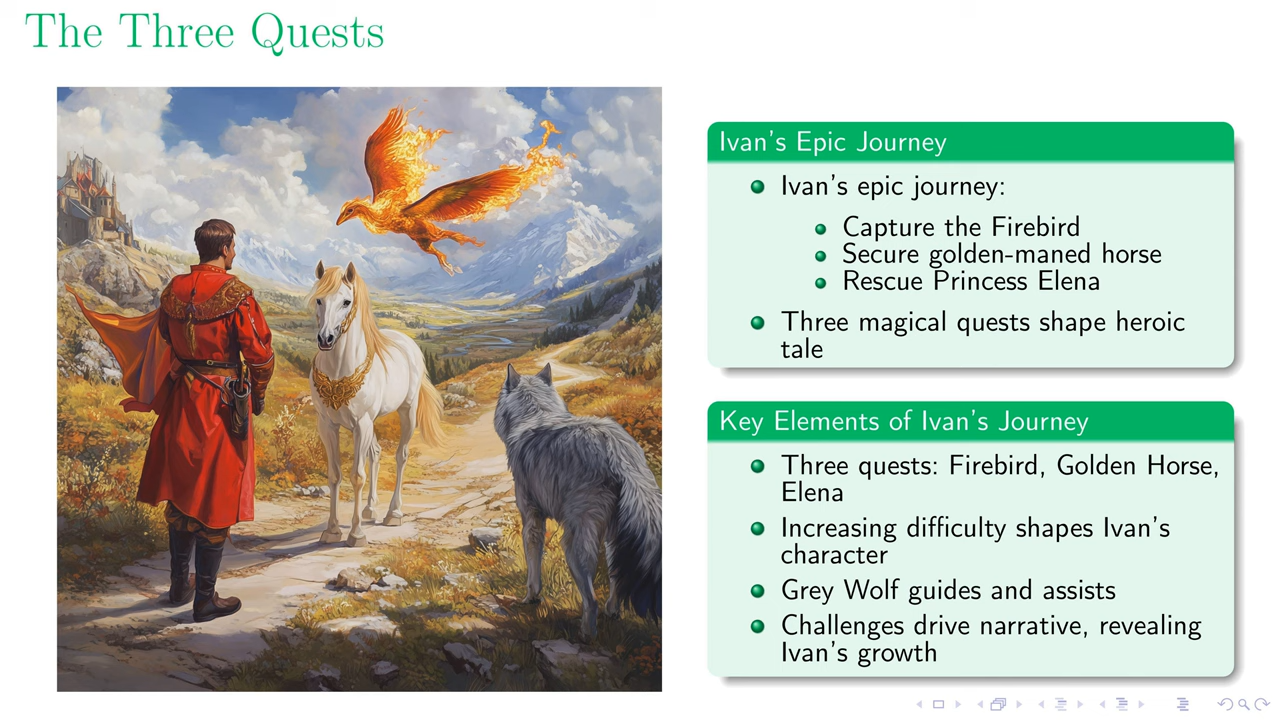 The Three Quests
Ivan's Epic Journey
Ivan's epic journey:
Capture the Firebird
Secure golden-maned horse
Rescue Princess Elena
Three magical quests shape heroic
tale
Key Elements of Ivan's Journey
Three quests: Firebird, Golden Horse,
Elena
Increasing difficulty shapes Ivan's
character
Grey Wolf guides and assists
Challenges drive narrative, revealing
Ivan's growth